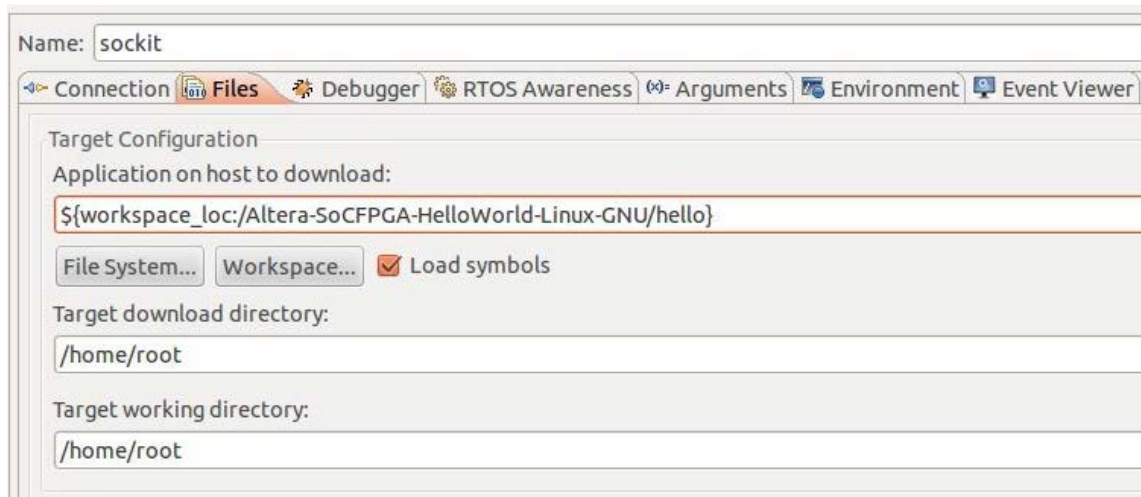 Name: sockit
Connection Files Debugger RTOS Awareness (x)= Arguments Environment Event Viewer
Target Configuration
Application on host to download:
${workspace_loc:/Altera-SoCFPGA-HelloWorld-Linux-GNU/hello}
File System... Workspace... Load symbols
Target download directory:
/home/root
Target working directory:
/home/root